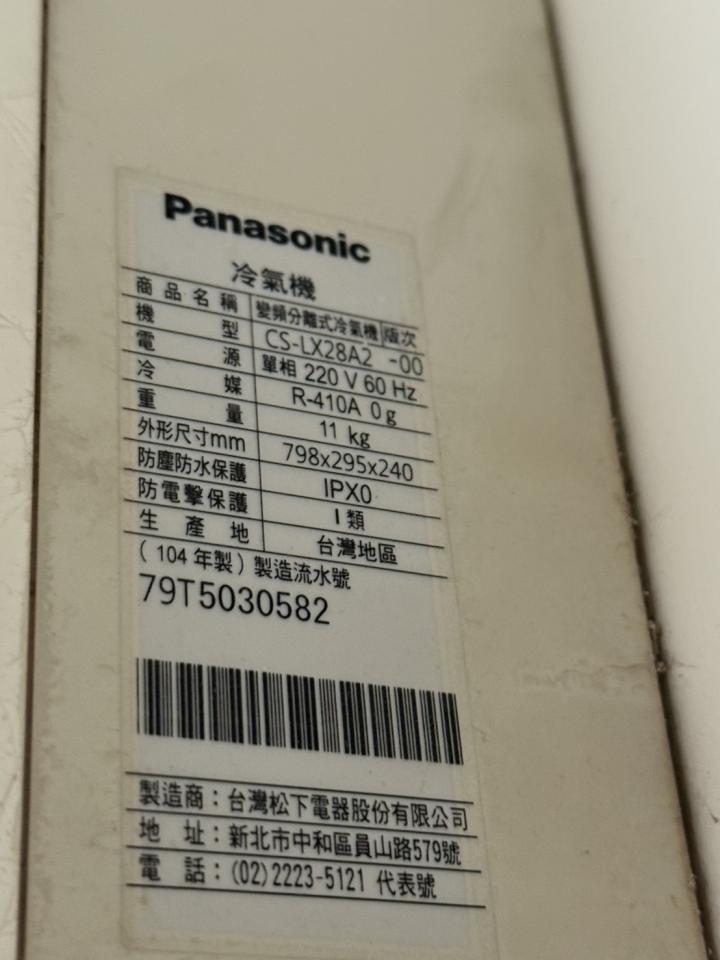 Panasonic
冷氣機
商品名稱 變頻分離式冷氣機 版次
機型 CS-LX28A2 -00
電源 單相 220 V 60 Hz
冷媒 R-410A 0g
重量 11 kg
外形尺寸mm 798x295x240
防塵防水保護 IPX0
防電擊保護 I 類
生產地 台灣地區
( 104 年製 ) 製造流水號
79T5030582
製造商：台灣松下電器股份有限公司
地址：新北市中和區員山路579號
電話：(02)2223-5121 代表號